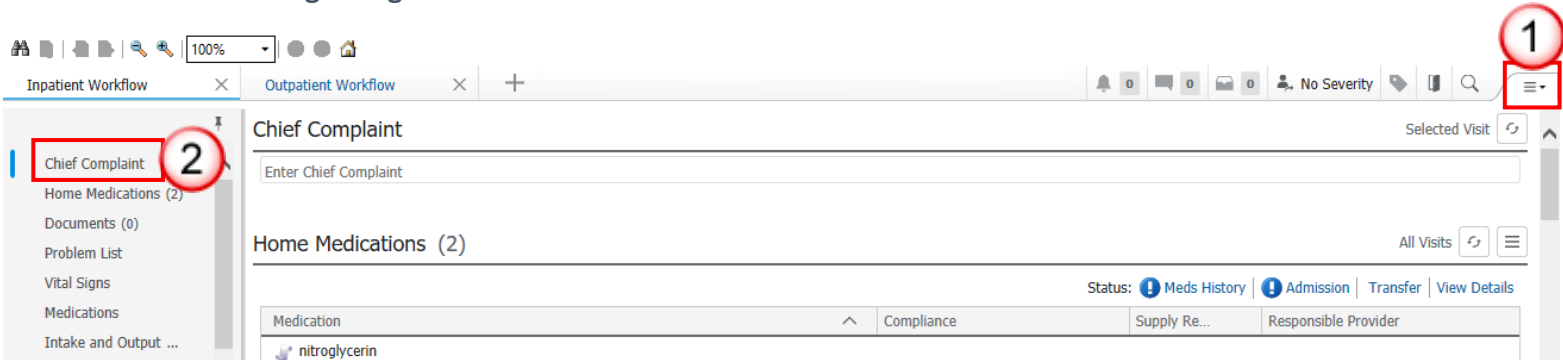 100%
1
Inpatient Workflow
Outpatient Workflow
0
0
0
No Severity
Chief Complaint
Selected Visit
Chief Complaint
2
Enter Chief Complaint
Home Medications (2)
Documents (0)
Problem List
Home Medications (2)
All Visits
Vital Signs
Status: Meds History Admission Transfer View Details
Medications
Medication Compliance Supply Re... Responsible Provider
Intake and Output ...
nitroglycerin